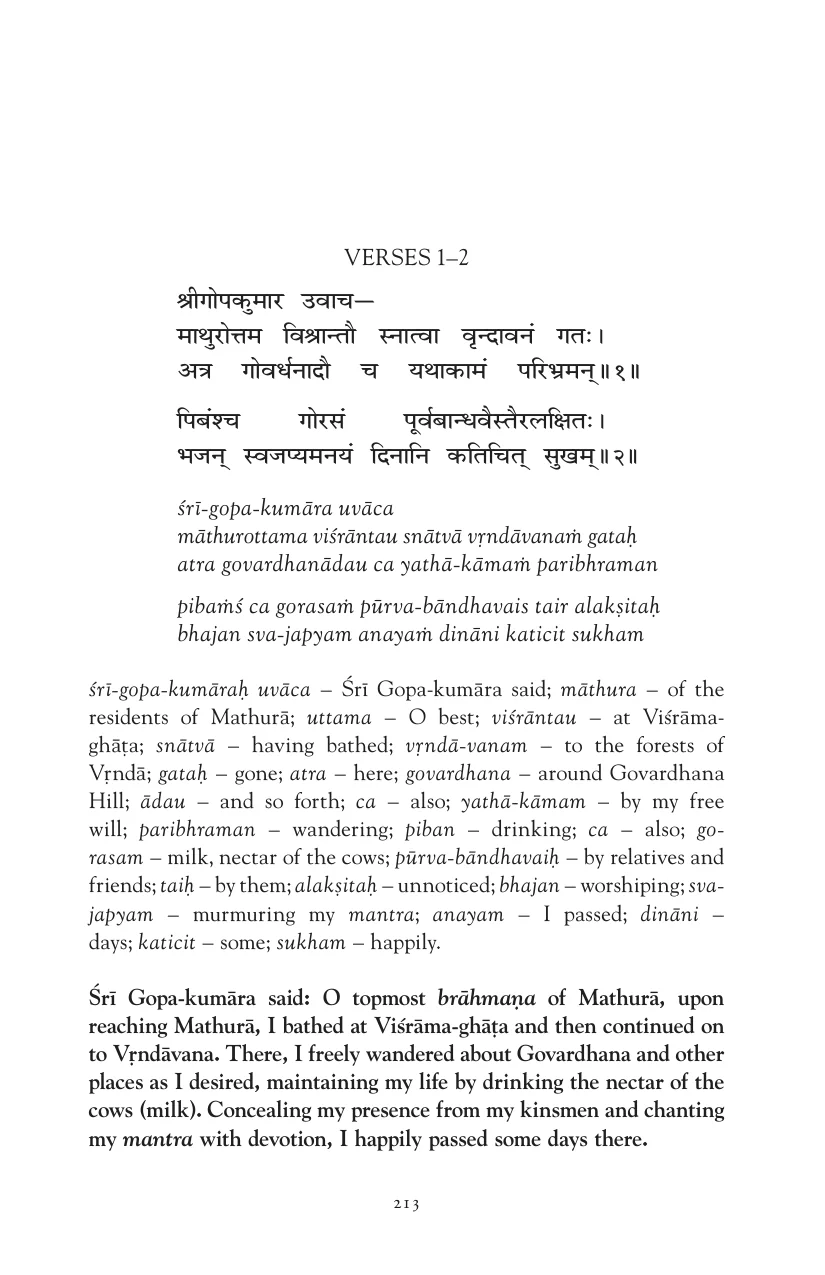 VERSES 1–2
श्रीगोपकुमार उवाच—
माथुरोत्तम विश्रान्तौ स्नात्वा वृन्दावनं गतः।
अत्र गोवर्धनादौ च यथाकामं परिभ्रमन्॥१॥
पिबंश्च गोरसं पूर्वबान्धवैस्तैरलक्षितः।
भजन् स्वजप्यमनयं दिनानि कतिचित् सुखम्॥२॥
śrī-gopa-kumāra uvāca
māthurottama viśrāntau snātvā vṛndāvanaṁ gataḥ
atra govardhanādau ca yathā-kāmaṁ paribhraman
pibaṁś ca gorasaṁ pūrva-bāndhavais tair alakṣitaḥ
bhajan sva-japyam anayaṁ dināni katicit sukham
śrī-gopa-kumāraḥ uvāca – Śrī Gopa-kumāra said; māthura – of the
residents of Mathurā; uttama – O best; viśrāntau – at Viśrāma-
ghāṭa; snātvā – having bathed; vṛndā-vanam – to the forests of
Vṛndā; gataḥ – gone; atra – here; govardhana – around Govardhana
Hill; ādau – and so forth; ca – also; yathā-kāmam – by my free
will; paribhraman – wandering; piban – drinking; ca – also; go-
rasam – milk, nectar of the cows; pūrva-bāndhavaiḥ – by relatives and
friends; taiḥ – by them; alakṣitaḥ – unnoticed; bhajan – worshiping; sva-
japyam – murmuring my mantra; anayam – I passed; dināni –
days; katicit – some; sukham – happily.
Śrī Gopa-kumāra said: O topmost brāhmaṇa of Mathurā, upon
reaching Mathurā, I bathed at Viśrāma-ghāṭa and then continued on
to Vṛndāvana. There, I freely wandered about Govardhana and other
places as I desired, maintaining my life by drinking the nectar of the
cows (milk). Concealing my presence from my kinsmen and chanting
my mantra with devotion, I happily passed some days there.
213